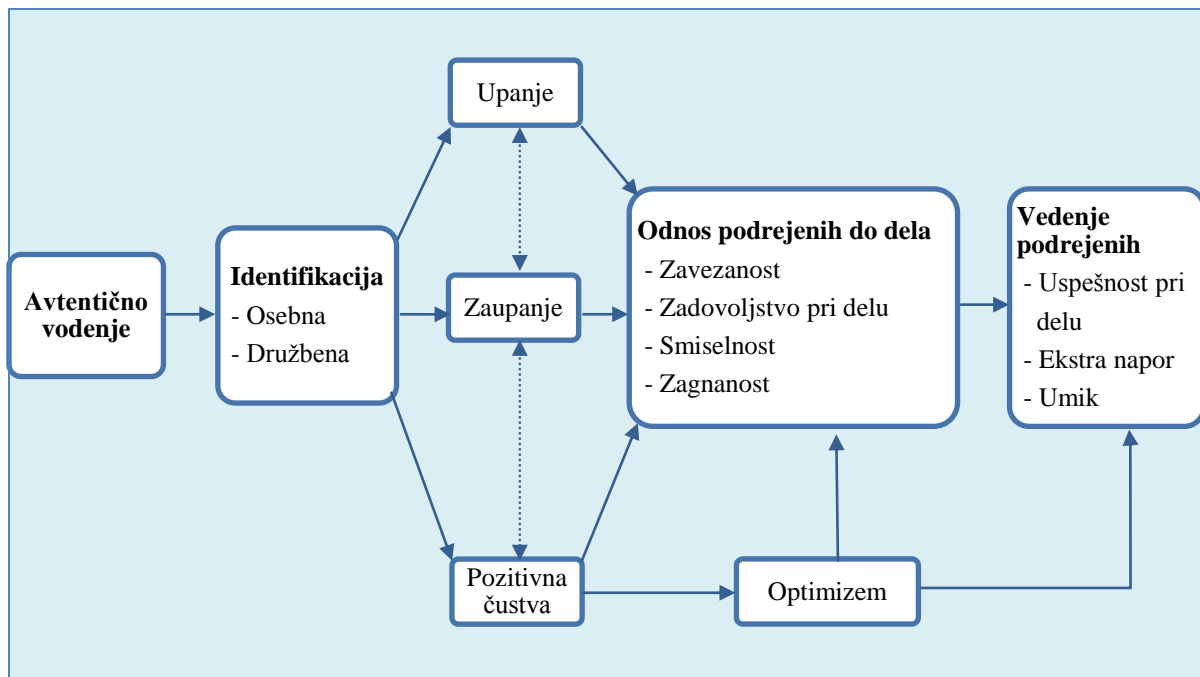 Avtentično
vodenje
Identifikacija
- Osebna
- Družbena
Upanje
Zaupanje
Pozitivna
čustva
Odnos podrejenih do dela
- Zavezanost
- Zadovoljstvo pri delu
- Smiselnost
- Zagnanost
Optimizem
Vedenje
podrejenih
- Uspešnost pri
delu
- Ekstra napor
- Umik